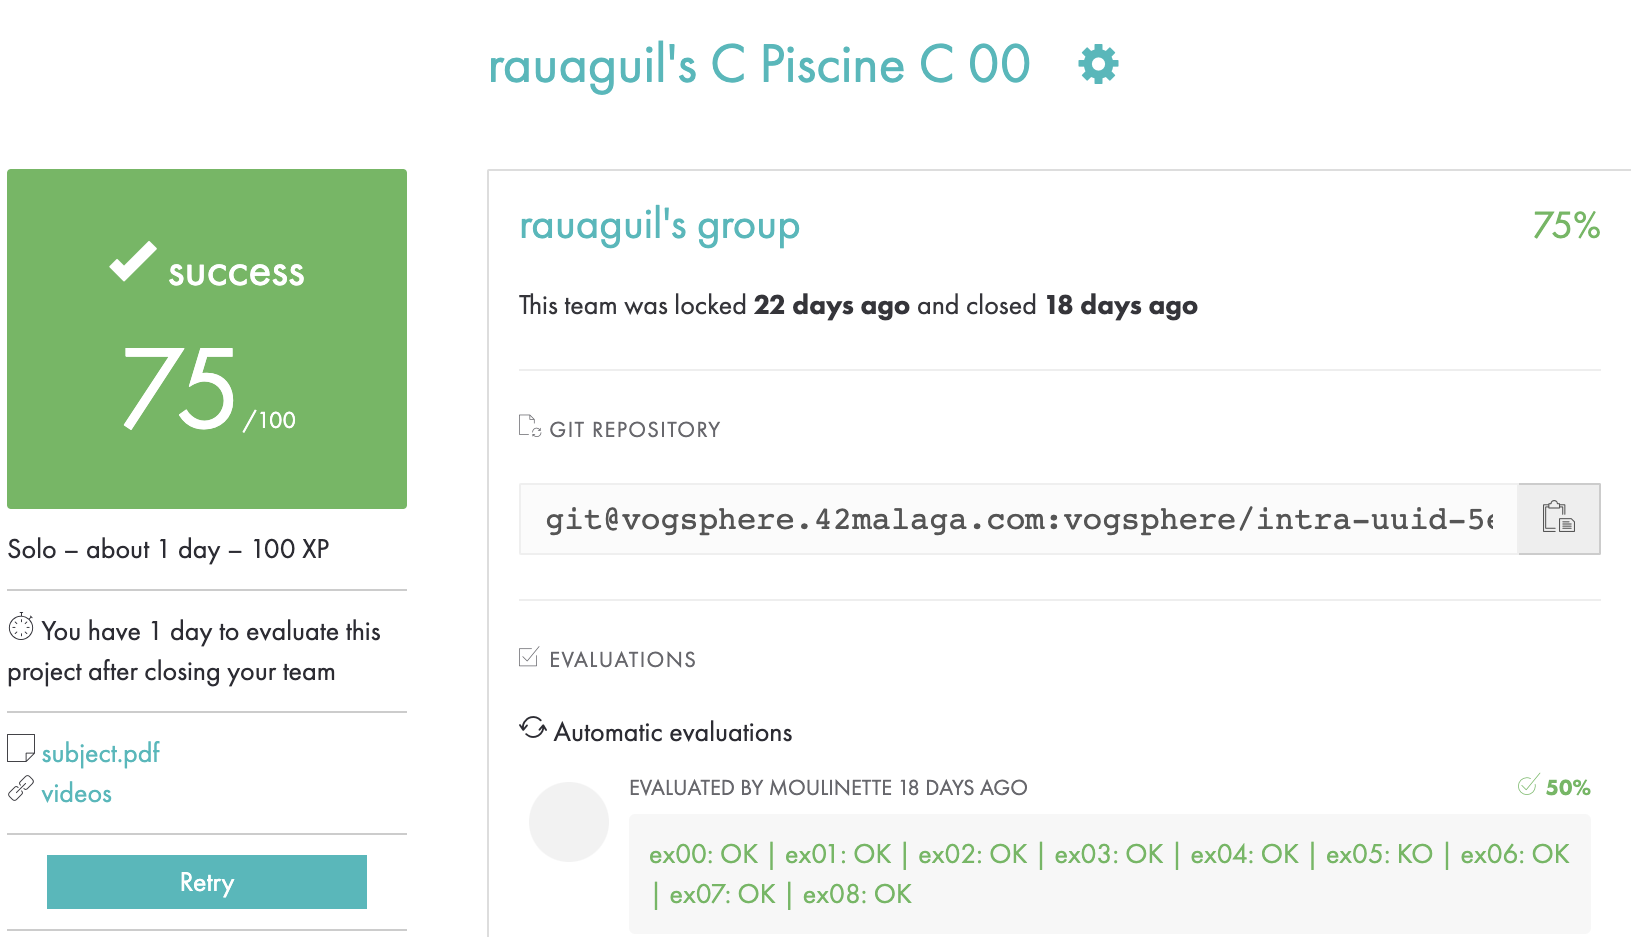 rauaguil's C Piscine C 00
success
75 /100
Solo – about 1 day – 100 XP
You have 1 day to evaluate this
project after closing your team
subject.pdf
videos
Retry
rauaguil's group 75%
This team was locked 22 days ago and closed 18 days ago
GIT REPOSITORY
git@vogsphere.42malaga.com:vogsphere/intra-uuid-5
EVALUATIONS
Automatic evaluations
EVALUATED BY MOULINETTE 18 DAYS AGO 50%
ex00: OK | ex01: OK | ex02: OK | ex03: OK | ex04: OK | ex05: KO | ex06: OK
| ex07: OK | ex08: OK